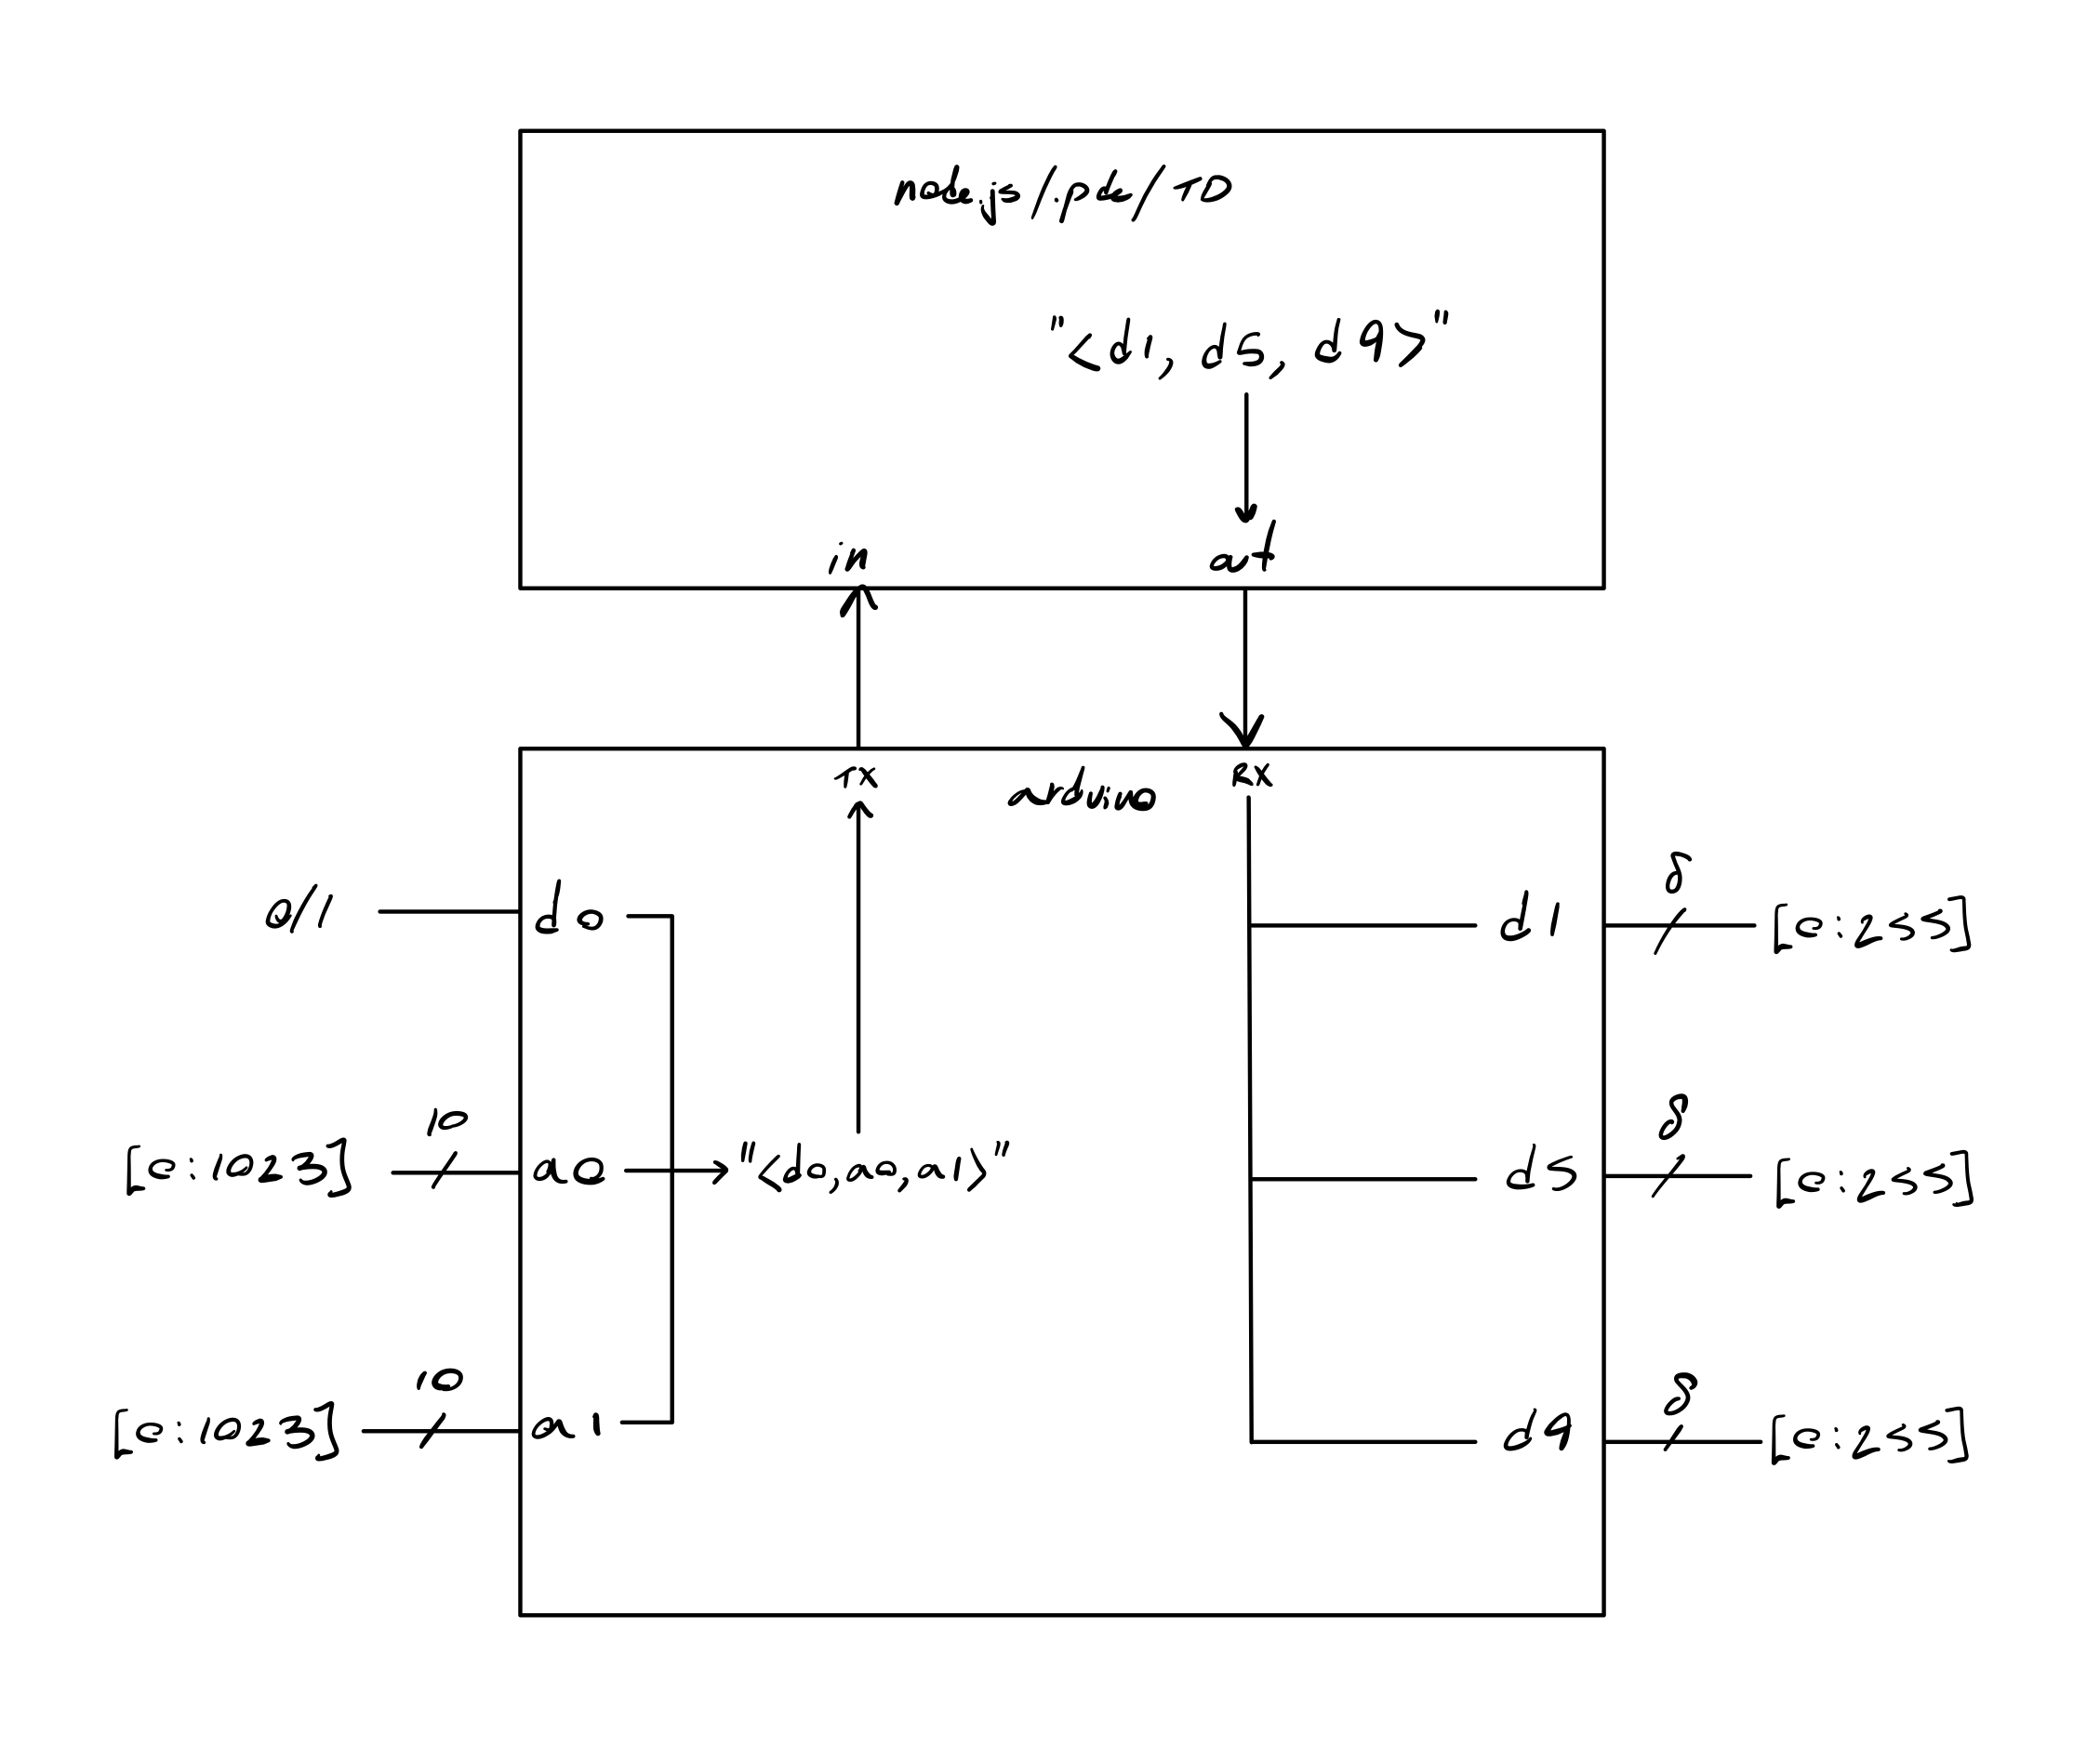 node.js/.pde/TD
"<d1, d5, d9>"
in
out
TX
arduino
RX
0/1
d0
d1
8
[0:255]
[0:1023]
10
a0
"<d0,a0,a1>"
d5
8
[0:255]
[0:1023]
10
a1
d9
8
[0:255]